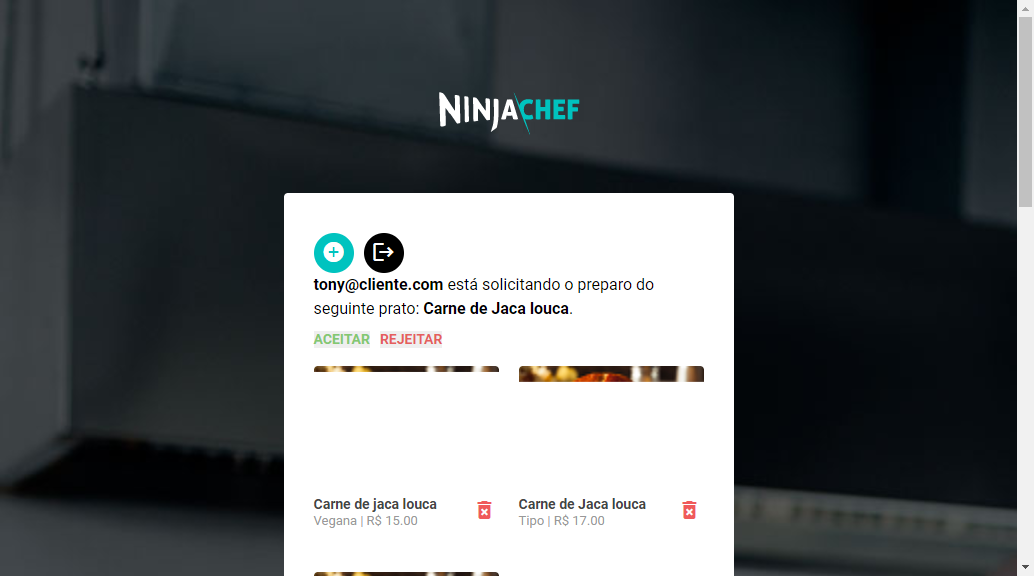 NINJACHEF
tony@cliente.com está solicitando o preparo do
seguinte prato: Carne de Jaca louca.
ACEITAR REJEITAR
Carne de jaca louca
Vegana | R$ 15.00
Carne de Jaca louca
Tipo | R$ 17.00